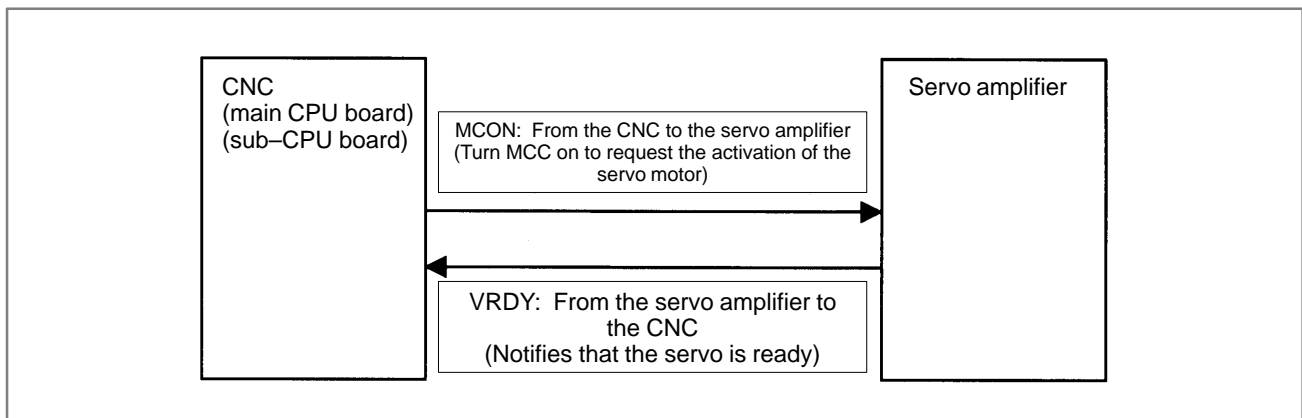 CNC
(main CPU board)
(sub–CPU board)
MCON: From the CNC to the servo amplifier
(Turn MCC on to request the activation of the
servo motor)
Servo amplifier
VRDY: From the servo amplifier to
the CNC
(Notifies that the servo is ready)